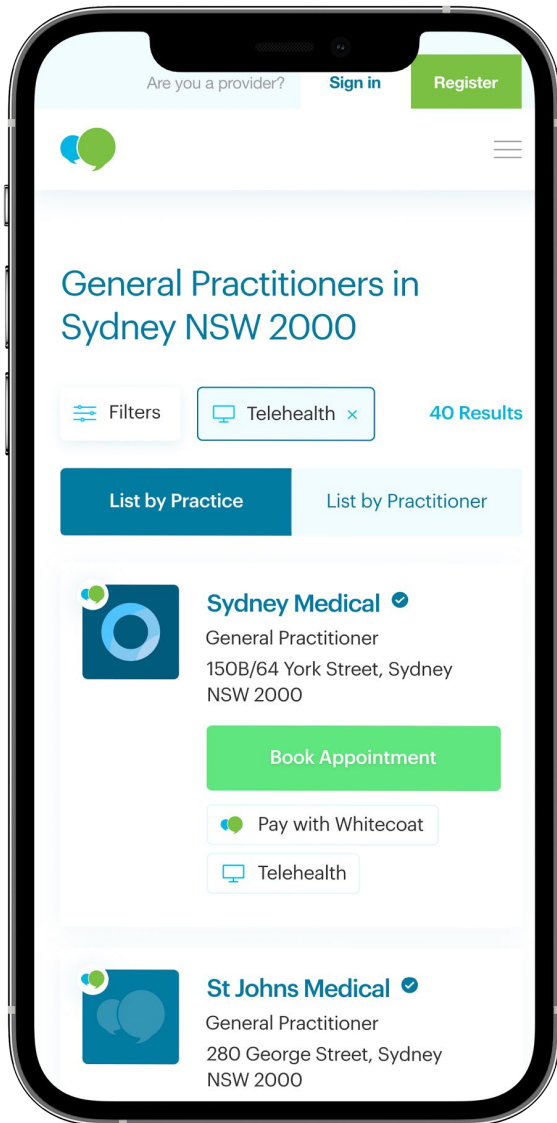 Are you a provider?
Sign in
Register
General Practitioners in
Sydney NSW 2000
Filters
Telehealth ×
40 Results
List by Practice
List by Practitioner
Sydney Medical
General Practitioner
150B/64 York Street, Sydney
NSW 2000
Book Appointment
Pay with Whitecoat
Telehealth
St Johns Medical
General Practitioner
280 George Street, Sydney
NSW 2000